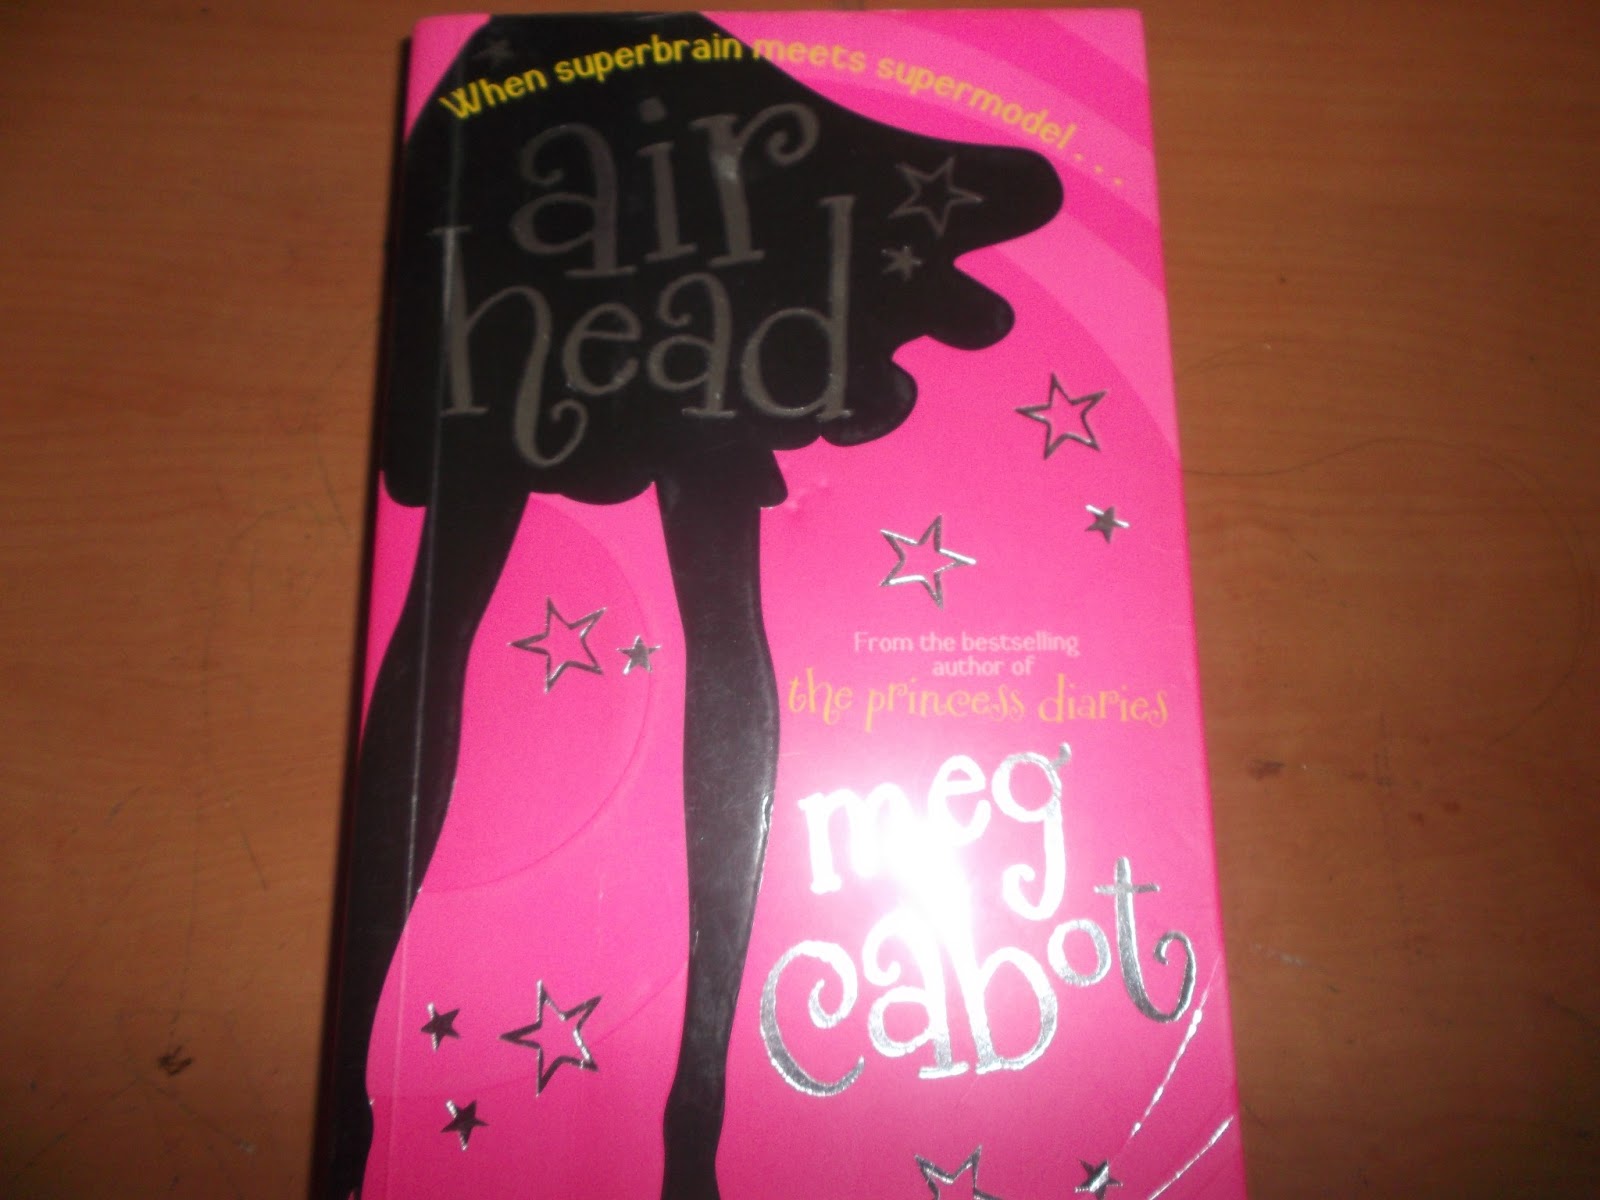 When superbrain meets supermodel . . .
air
head
From the bestselling
author of
the princess diaries
meg
cabot